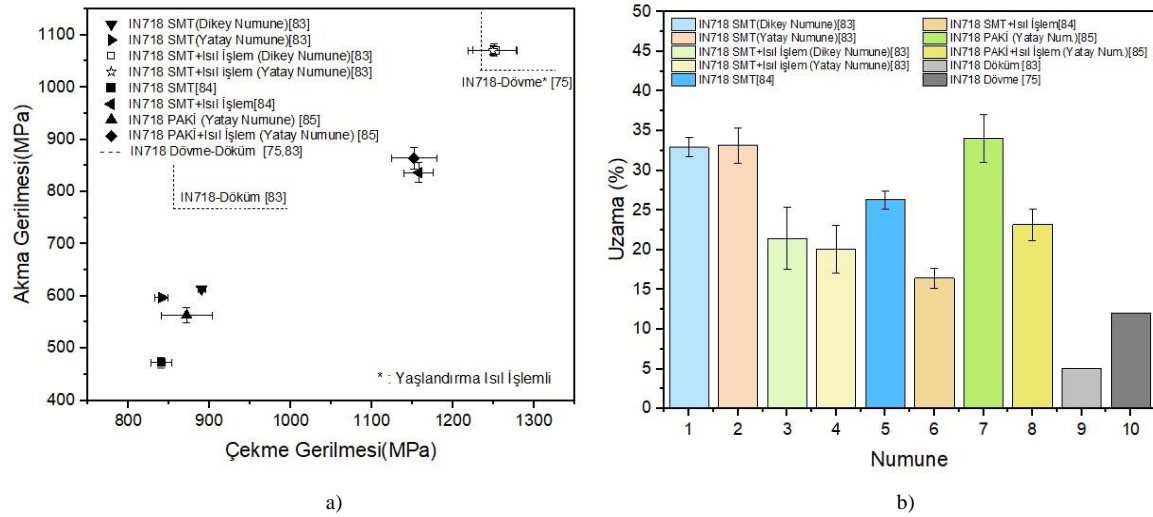 IN718 SMT(Dikey Numune)[83]
IN718 SMT(Yatay Numune)[83]
IN718 SMT+Isıl İşlem (Dikey Numune)[83]
IN718 SMT+Isıl işlem (Yatay Numune)[83]
IN718 SMT[84]
IN718 SMT+Isıl İşlem[84]
IN718 PAKİ (Yatay Numune) [85]
IN718 PAKİ+Isıl İşlem (Yatay Numune) [85]
IN718 Dövme-Döküm [75,83]
IN718-Dövme* [75]
IN718-Döküm [83]
* : Yaşlandırma Isıl İşlemli
Akma Gerilmesi(MPa)
1100
1000
900
800
700
600
500
400
800 900 1000 1100 1200 1300
Çekme Gerilmesi(MPa)
a)
IN718 SMT(Dikey Numune)[83]
IN718 SMT(Yatay Numune)[83]
IN718 SMT+Isıl İşlem (Dikey Numune)[83]
IN718 SMT+Isıl işlem (Yatay Numune)[83]
IN718 SMT[84]
IN718 SMT+Isıl İşlem[84]
IN718 PAKİ (Yatay Num.)[85]
IN718 PAKİ+Isıl İşlem (Yatay Num.)[85]
IN718 Döküm [83]
IN718 Dövme [75]
Uzama (%)
50
45
40
35
30
25
20
15
10
5
0
1 2 3 4 5 6 7 8 9 10
Numune
b)